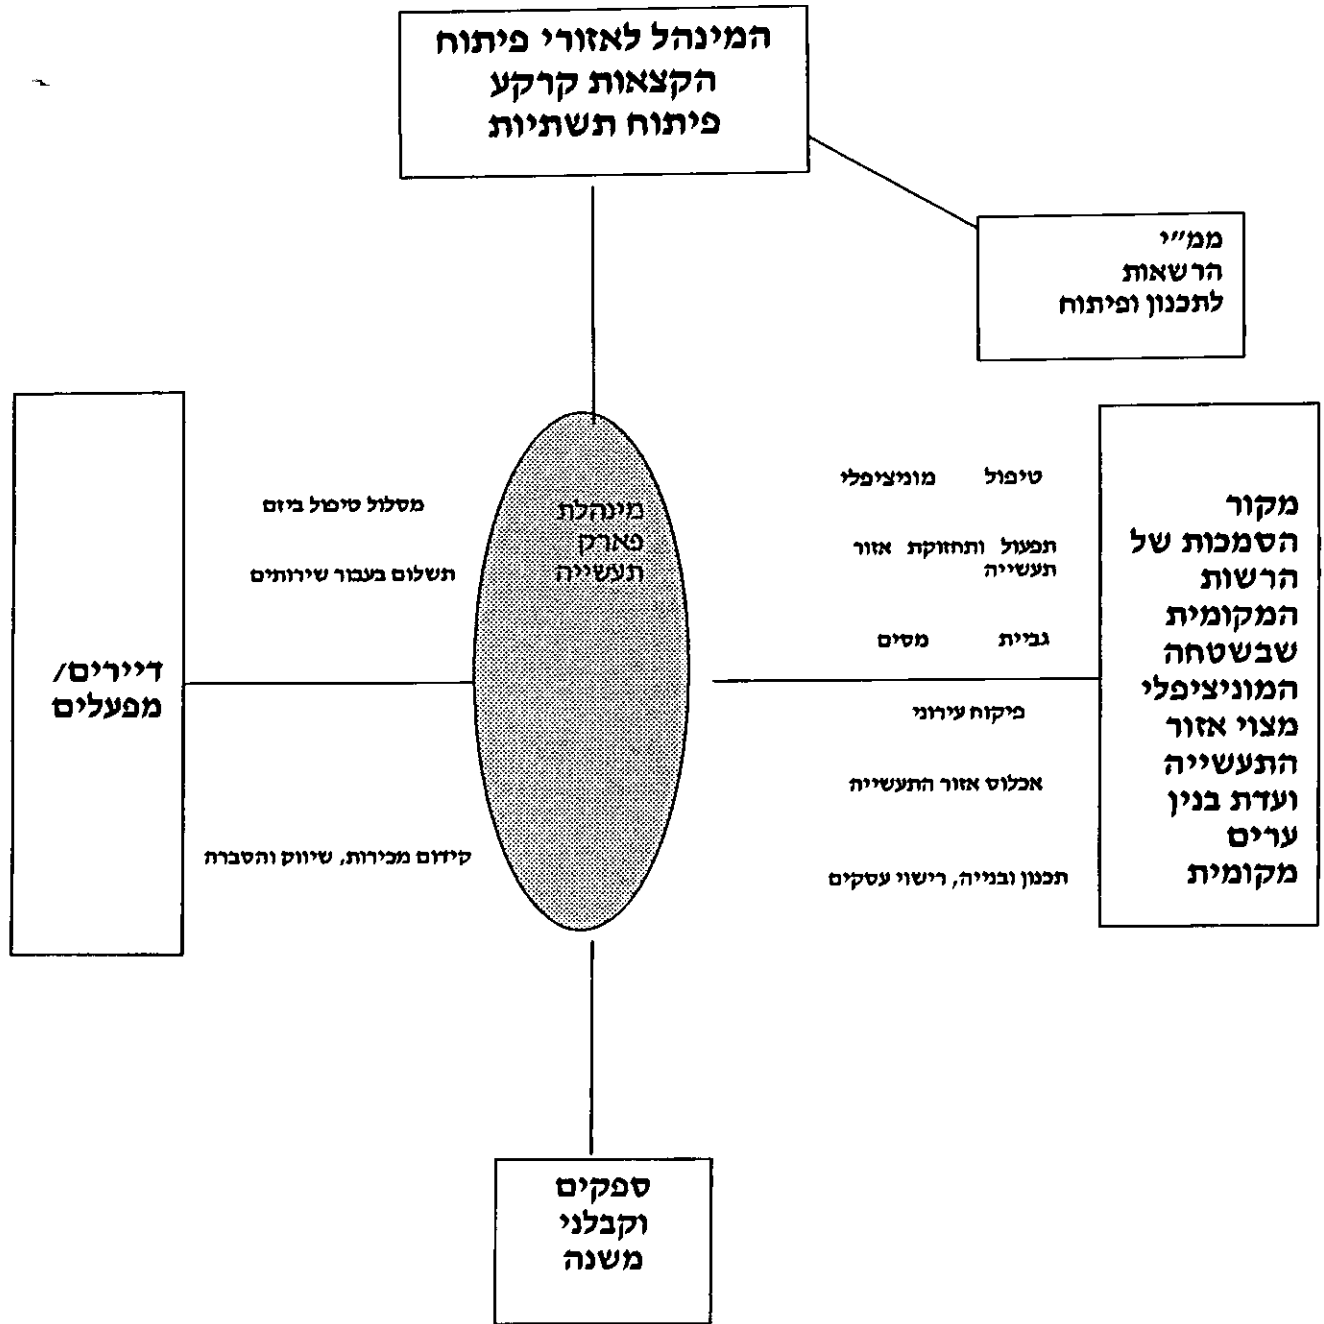 המינהל לאזורי פיתוח
הקצאות קרקע
פיתוח תשתיות
ממ"י
הרשאות
לתכנון ופיתוח
מקור
הסמכות של
הרשות
המקומית
שבשטחה
המוניציפלי
מצוי אזור
התעשייה
ועדת בנין
ערים
מקומית
טיפול מוניציפלי
תפעול ותחזוקת אזור
תעשייה
גביית מסים
פיקוח עירוני
אכלוס אזור התעשייה
תכנון ובנייה, רישוי עסקים
מינהלת
פארק
תעשייה
מסלול טיפול ביזם
תשלום בעבור שירותים
קידום מכירות, שיווק והסברה
דיירים/
מפעלים
ספקים
וקבלני
משנה